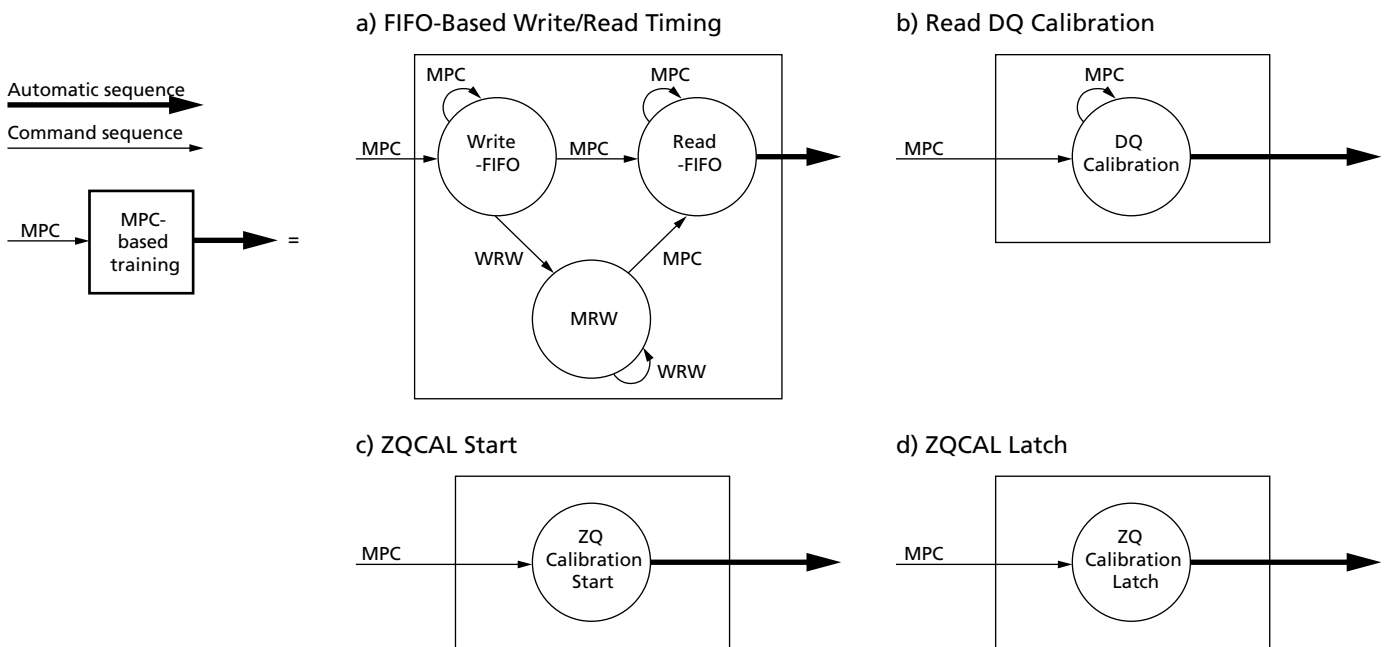 Automatic sequence
Command sequence
MPC
MPC-
based
training
=
a) FIFO-Based Write/Read Timing
MPC
MPC
MPC
Write
-FIFO
MPC
Read
-FIFO
WRW
MPC
MRW
WRW
b) Read DQ Calibration
MPC
MPC
DQ
Calibration
c) ZQCAL Start
MPC
ZQ
Calibration
Start
d) ZQCAL Latch
MPC
ZQ
Calibration
Latch